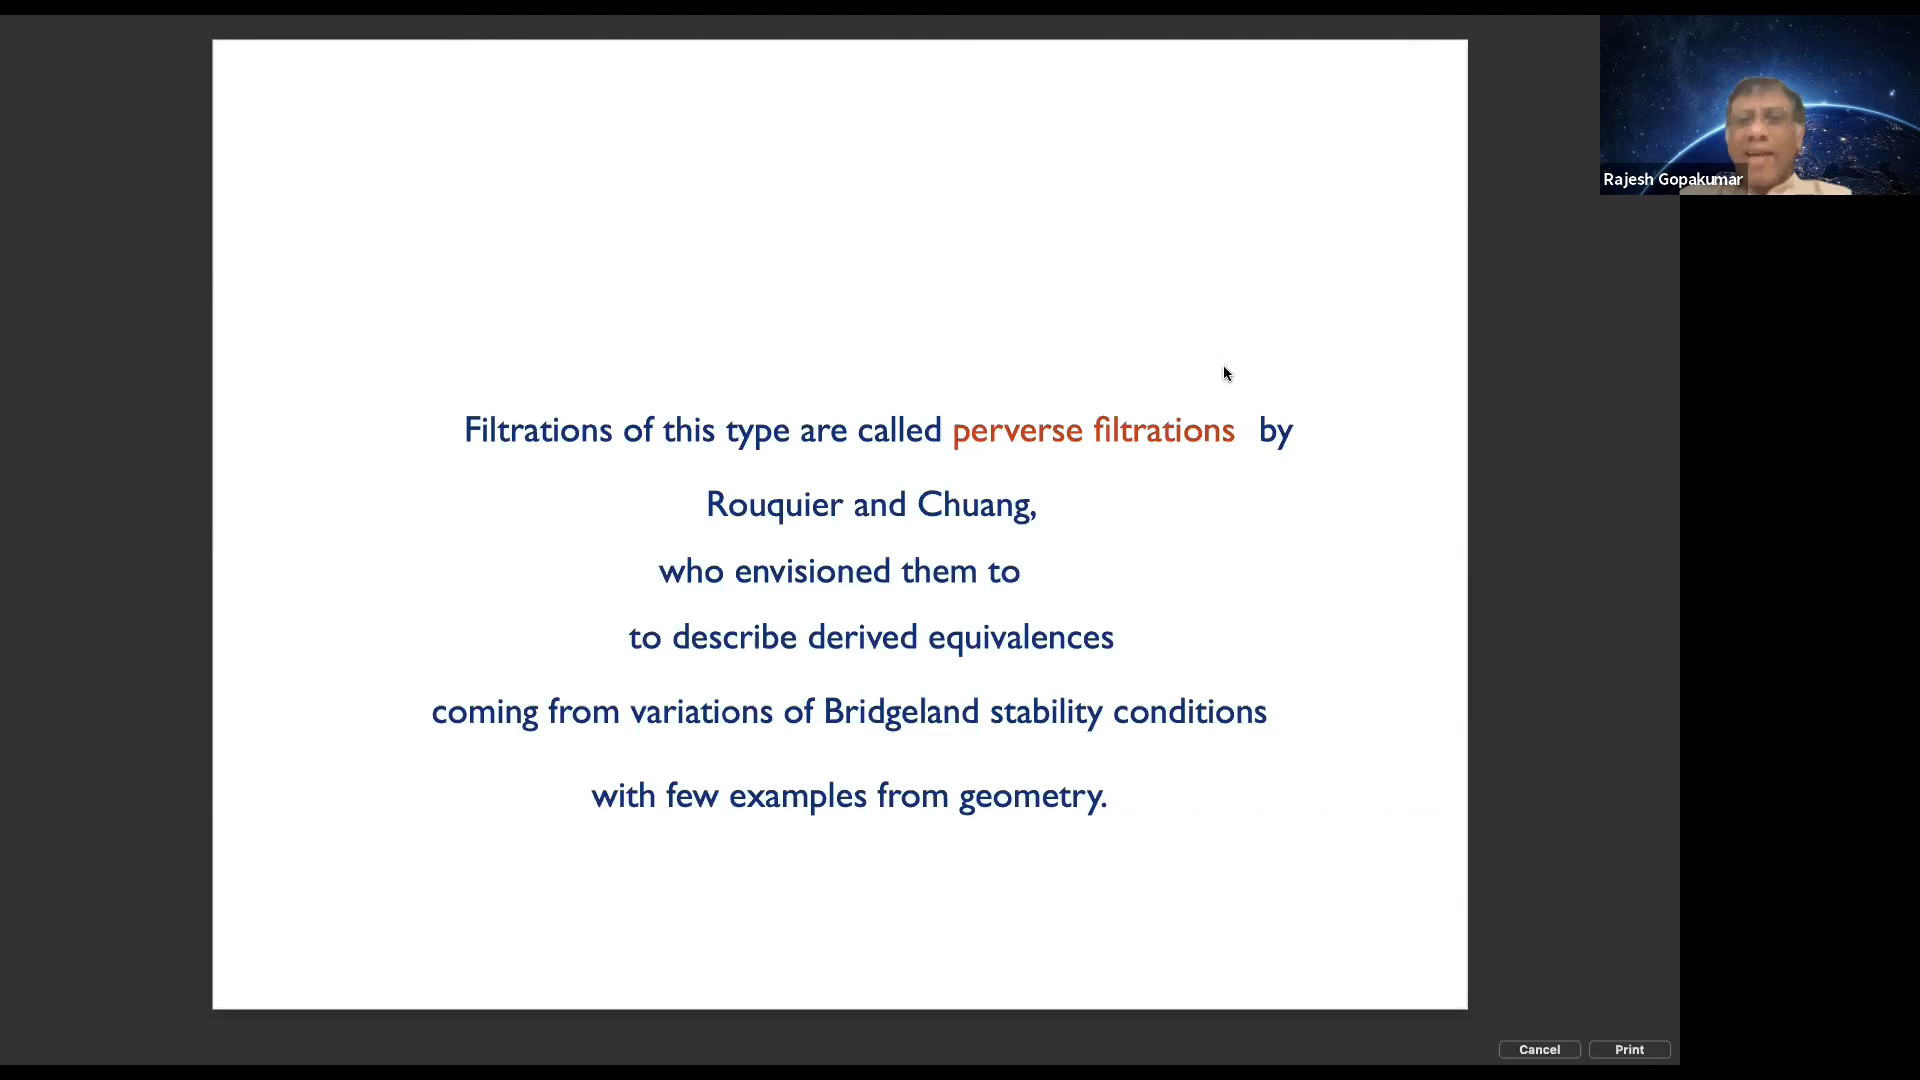 Rajesh Gopakumar
Filtrations of this type are called perverse filtrations by
Rouquier and Chuang,
who envisioned them to
to describe derived equivalences
coming from variations of Bridgeland stability conditions
with few examples from geometry.
Cancel
Print